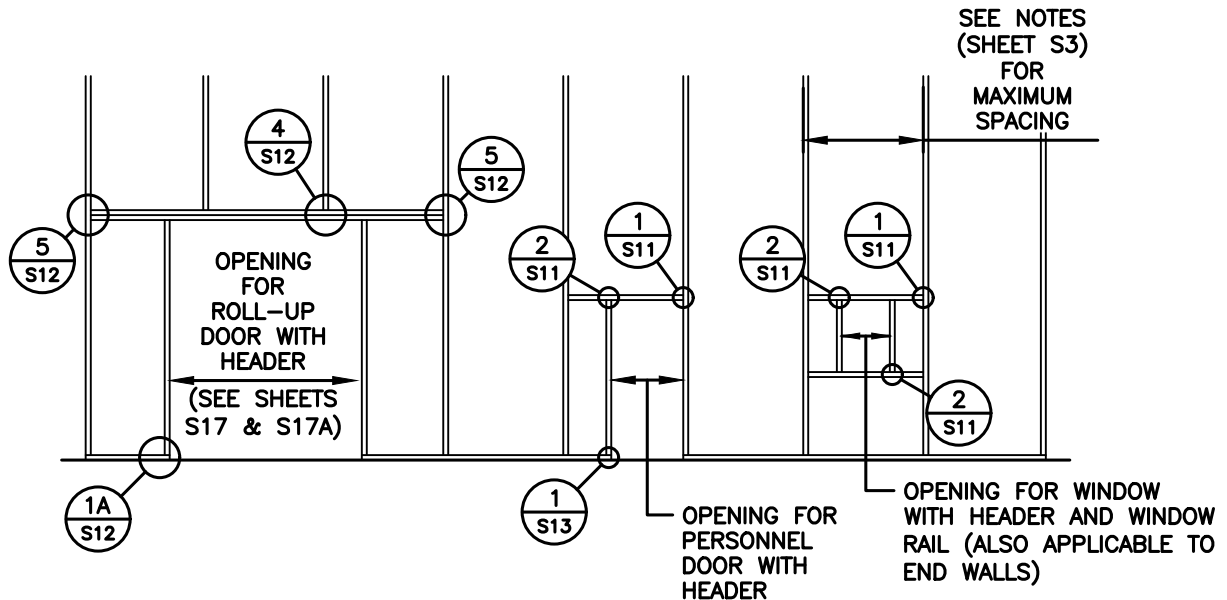 SEE NOTES
(SHEET S3)
FOR
MAXIMUM
SPACING
4
S12
5
S12
5
S12
OPENING
FOR
ROLL-UP
DOOR WITH
HEADER
(SEE SHEETS
S17 & S17A)
2
S11
1
S11
2
S11
1
S11
2
S11
1A
S12
1
S13
OPENING FOR
PERSONNEL
DOOR WITH
HEADER
OPENING FOR WINDOW
WITH HEADER AND WINDOW
RAIL (ALSO APPLICABLE TO
END WALLS)